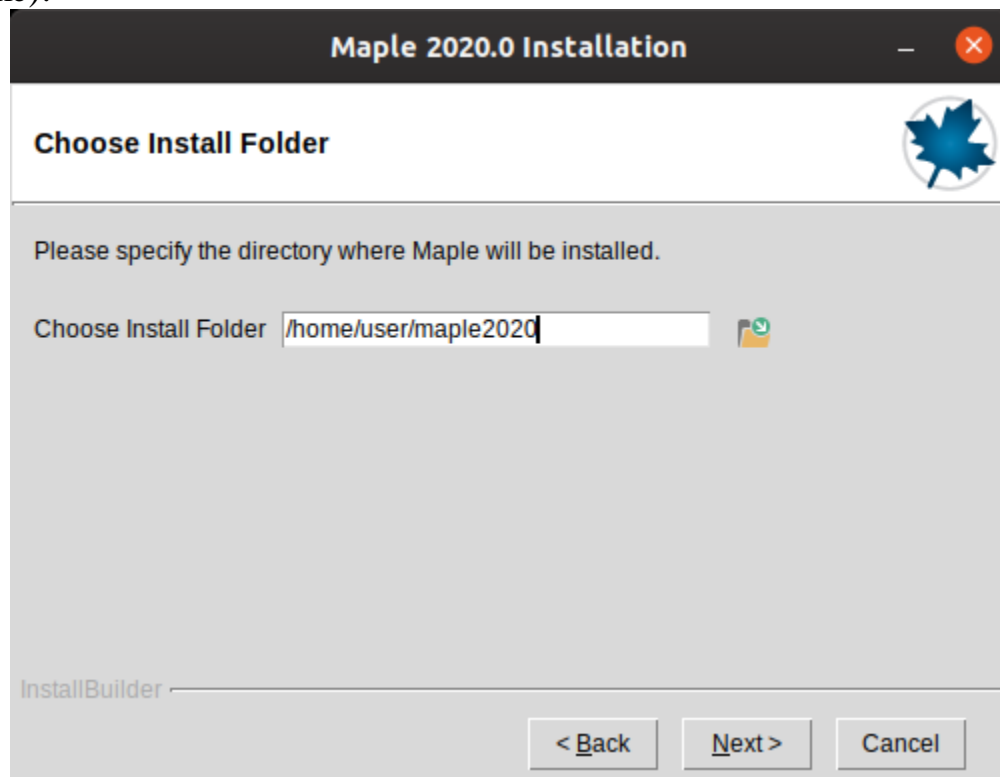 ne).
Maple 2020.0 Installation
Choose Install Folder
Please specify the directory where Maple will be installed.
Choose Install Folder /home/user/maple2020
InstallBuilder
< Back Next > Cancel